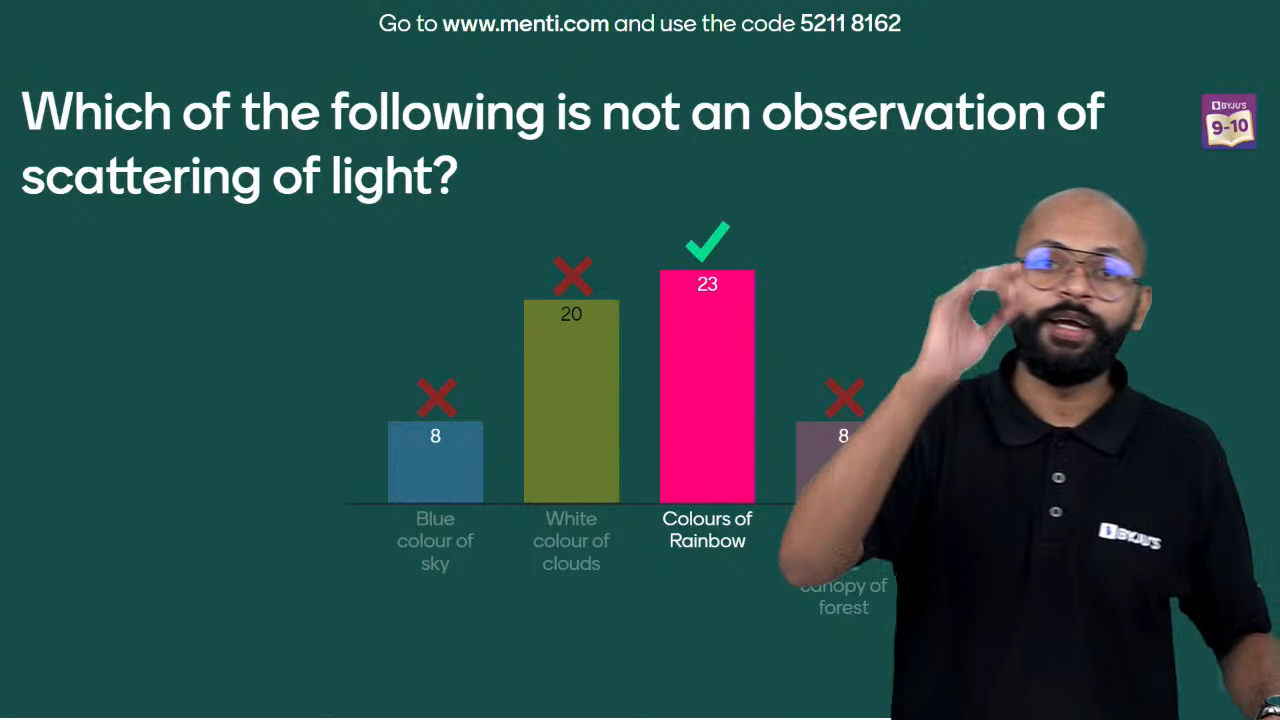 Go to www.menti.com and use the code 5211 8162
Which of the following is not an observation of
scattering of light?
BYJU'S
9-10
8
20
23
8
Blue
colour of
sky
White
colour of
clouds
Colours of
Rainbow
canopy of
forest
BYJU'S